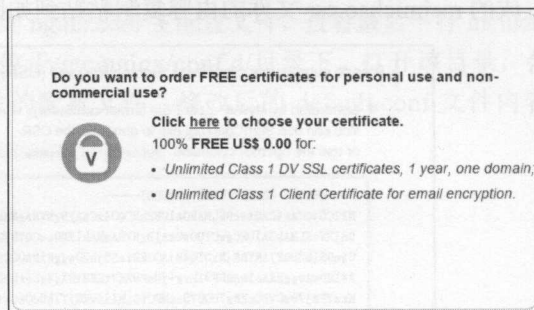 Do you want to order FREE certificates for personal use and non-
commercial use?
Click here to choose your certificate.
100% FREE US$ 0.00 for:
• Unlimited Class 1 DV SSL certificates, 1 year, one domain;
• Unlimited Class 1 Client Certificate for email encryption.
V